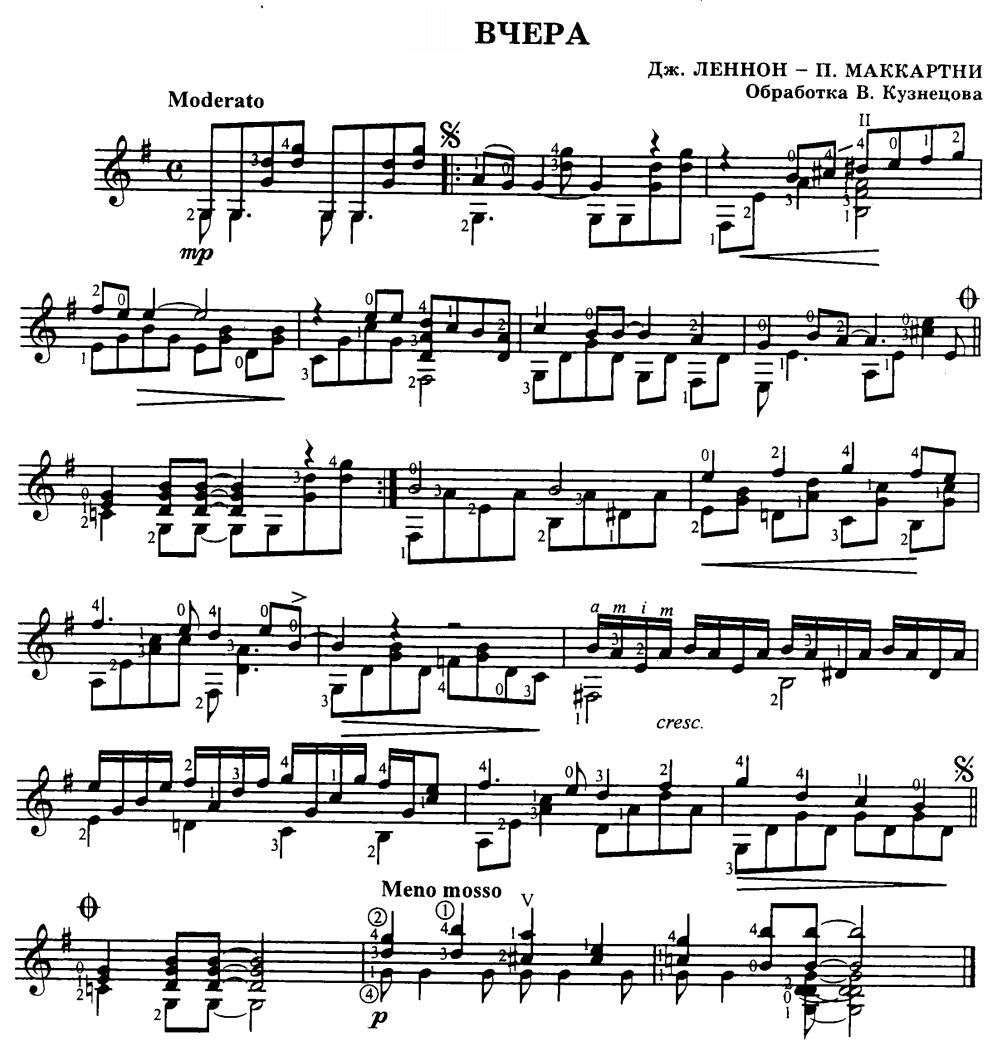 ВЧЕРА
Дж. ЛЕННОН – П. МАККАРТНИ
Обработка В. Кузнецова
Moderato
II
mp
a m i m
cresc.
Meno mosso
V
p